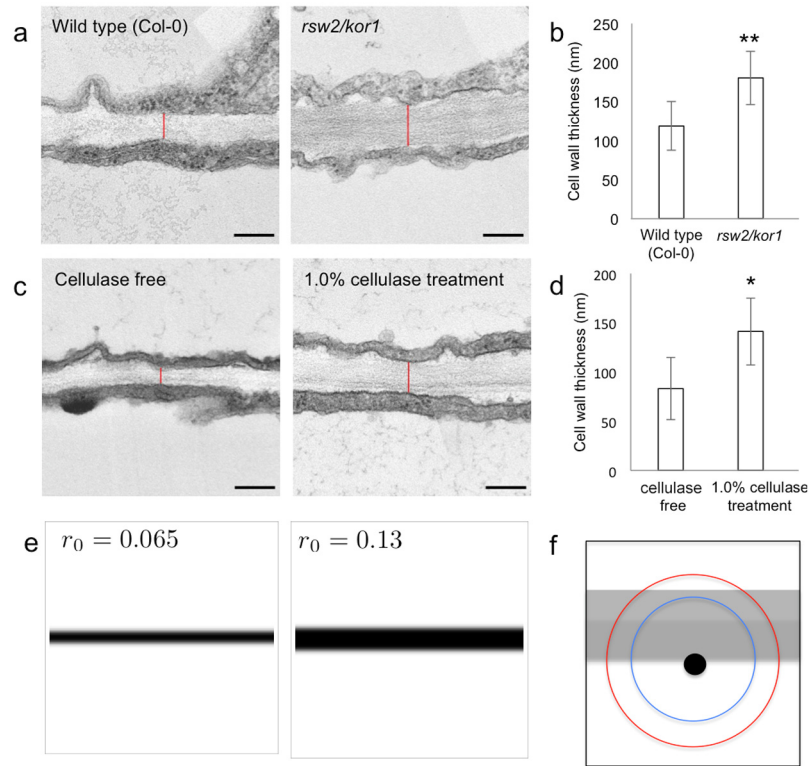 a
Wild type (Col-0)
rsw2/kor1
b
Cell wall thickness (nm)
250
200
150
100
50
0
**
Wild type
(Col-0)
rsw2/kor1
c
Cellulase free
1.0% cellulase treatment
d
Cell wall thickness (nm)
200
150
100
50
0
*
cellulase
free
1.0% cellulase
treatment
e
r₀ = 0.065
r₀ = 0.13
f